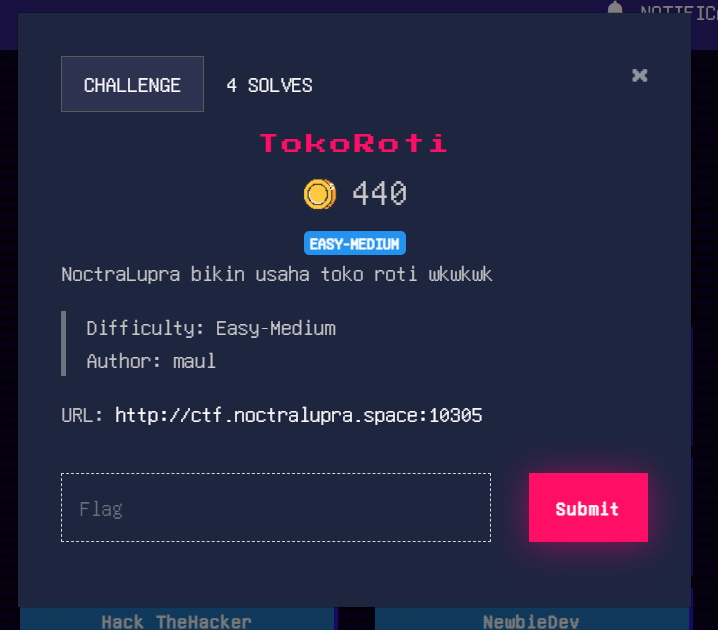 NOTIFIC
CHALLENGE
4 SOLVES
TokoRoti
440
EASY-MEDIUM
NoctraLupra bikin usaha toko roti wkwkwk
Difficulty: Easy-Medium
Author: maul
URL: http://ctf.noctralupra.space:10305
Flag
Submit
Hack TheHacker
NewbieDev